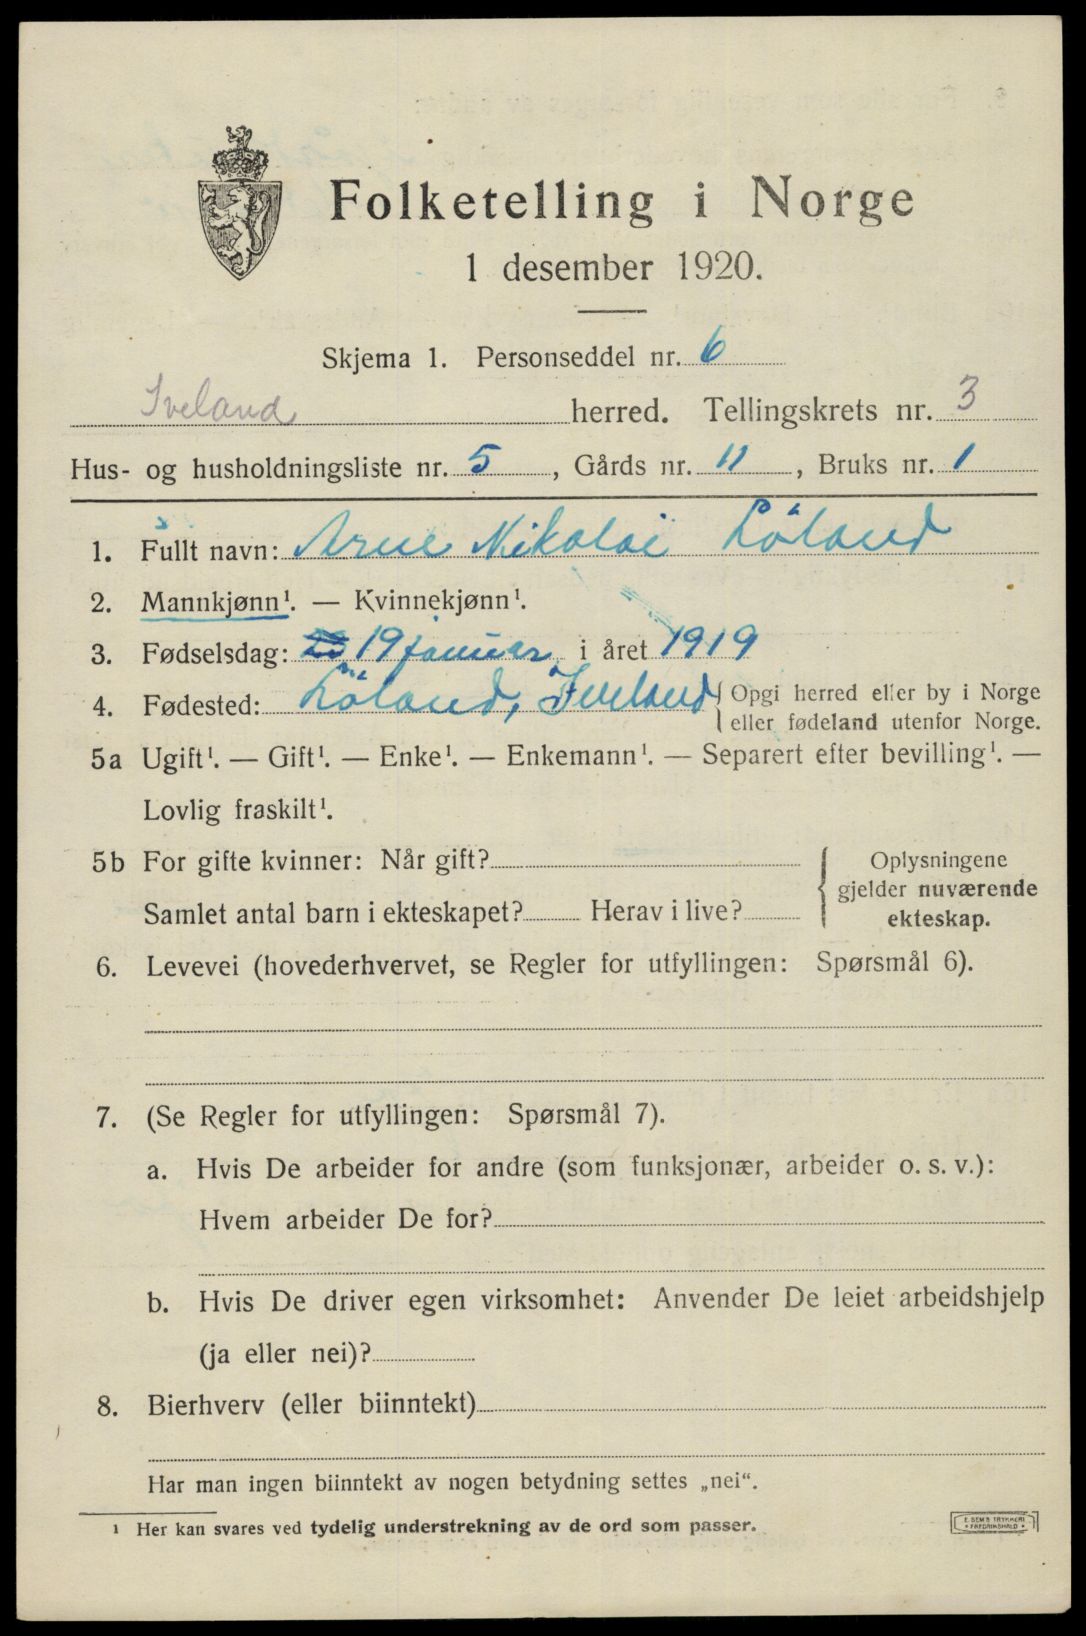 Folketelling i Norge
1 desember 1920.
Skjema 1. Personseddel nr. 6
Iveland herred. Tellingskrets nr. 3
Hus- og husholdningsliste nr. 5, Gårds nr. 11, Bruks nr. 1
1. Fullt navn: Arne Nikolai Löland
2. Mannkjønn¹. — Kvinnekjønn¹.
3. Fødselsdag: 19 januar i året 1919
4. Fødested: Löland, Iveland { Opgi herred eller by i Norge
eller fødeland utenfor Norge.
5a Ugift¹. — Gift¹. — Enke¹. — Enkemann¹. — Separert efter bevilling¹. —
Lovlig fraskilt¹.
5b For gifte kvinner: Når gift?
Samlet antal barn i ekteskapet? Herav i live?
{ Oplysningene
gjelder nuværende
ekteskap.
6. Levevei (hovederhvervet, se Regler for utfyllingen: Spørsmål 6).
7. (Se Regler for utfyllingen: Spørsmål 7).
a. Hvis De arbeider for andre (som funksjonær, arbeider o. s. v.):
Hvem arbeider De for?
b. Hvis De driver egen virksomhet: Anvender De leiet arbeidshjelp
(ja eller nei)?
8. Bierhverv (eller biinntekt)
Har man ingen biinntekt av nogen betydning settes „nei“.
¹ Her kan svares ved tydelig understrekning av de ord som passer.
E. SEM'S TRYKKERI
• FREDRIKSHALD •